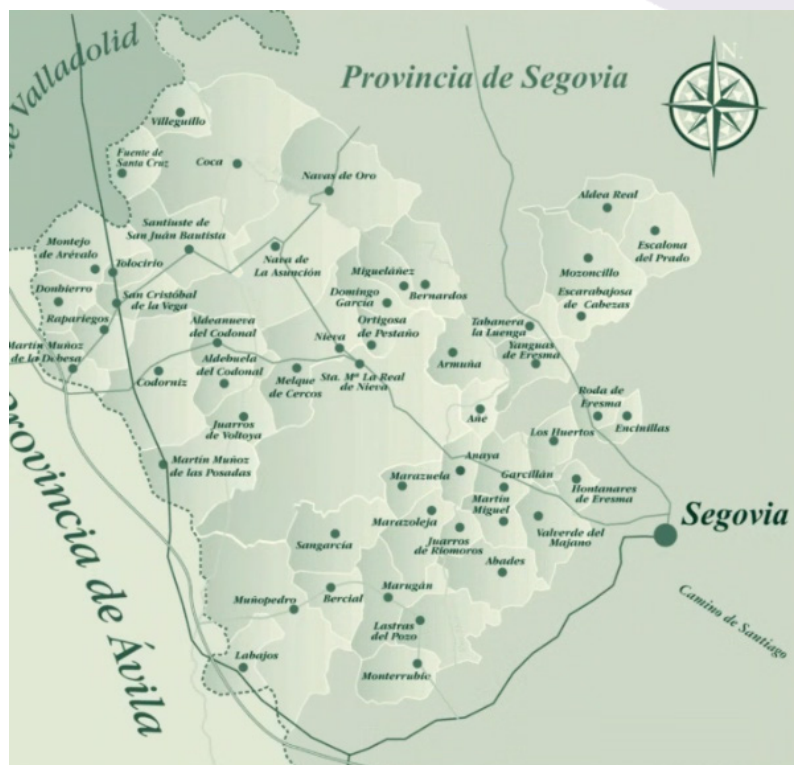 de Valladolid
N.
Provincia de Segovia
Villeguillo
Fuente de
Santa Cruz
Coca
Navas de Oro
Aldea Real
Escalona
del Prado
Santiuste de
San Juán Bautista
Montejo
de Arévalo
Tolocirio
Nava de
La Asunción
Migueláñez
Mozoncillo
Donhierro
San Cristóbal
de la Vega
Domingo
García
Bernardos
Escarabajosa
de Cabezas
Rapariegos
Aldeanueva
del Codonal
Nieva
Ortigosa
de Pestaño
Tabanera
la Luenga
Yanguas
de Eresma
Martín Muñoz
de la Dehesa
Aldehuela
del Codonal
Armuña
Codorniz
Melque
de Cercos
Sta. Mª La Real
de Nieva
Roda de
Eresma
Añe
Encinillas
Juarros
de Voltoya
Los Huertos
Martín Muñoz
de las Posadas
Anaya
Marazuela
Garcillán
Hontanares
de Eresma
Martín
Miguel
Segovia
Marazoleja
Juarros
de Riomoros
Valverde del
Majano
Sangarcía
Abades
Provincia de Ávila
Muñopedro
Bercial
Marugán
Camino de Santiago
Lastras
del Pozo
Labajos
Monterrubio